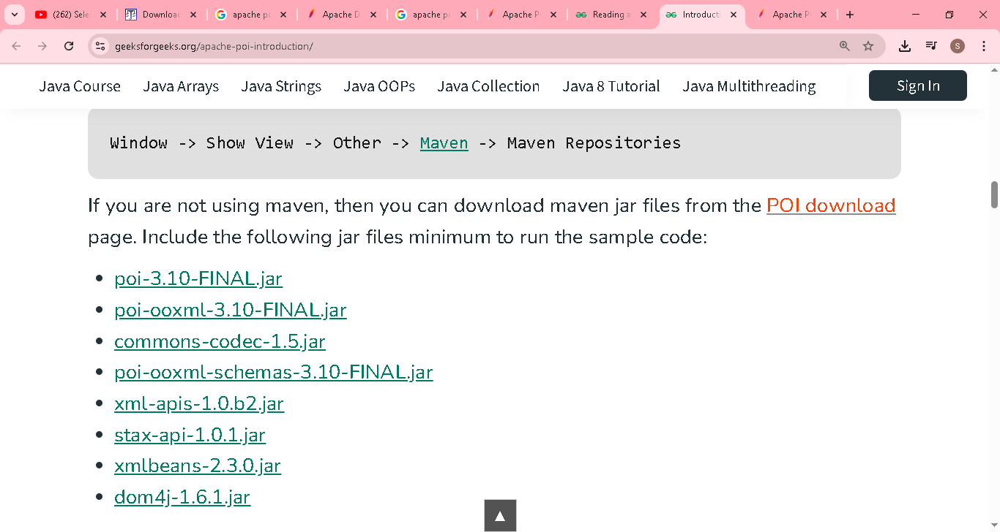 (262) Sele
Download
apache po
Apache D
apache po
Apache P
Reading a
Introducti
Apache P
geeksforgeeks.org/apache-poi-introduction/
S
Java Course Java Arrays Java Strings Java OOPs Java Collection Java 8 Tutorial Java Multithreading Sign In
Window -> Show View -> Other -> Maven -> Maven Repositories
If you are not using maven, then you can download maven jar files from the POI download
page. Include the following jar files minimum to run the sample code:
poi-3.10-FINAL.jar
poi-ooxml-3.10-FINAL.jar
commons-codec-1.5.jar
poi-ooxml-schemas-3.10-FINAL.jar
xml-apis-1.0.b2.jar
stax-api-1.0.1.jar
xmlbeans-2.3.0.jar
dom4j-1.6.1.jar